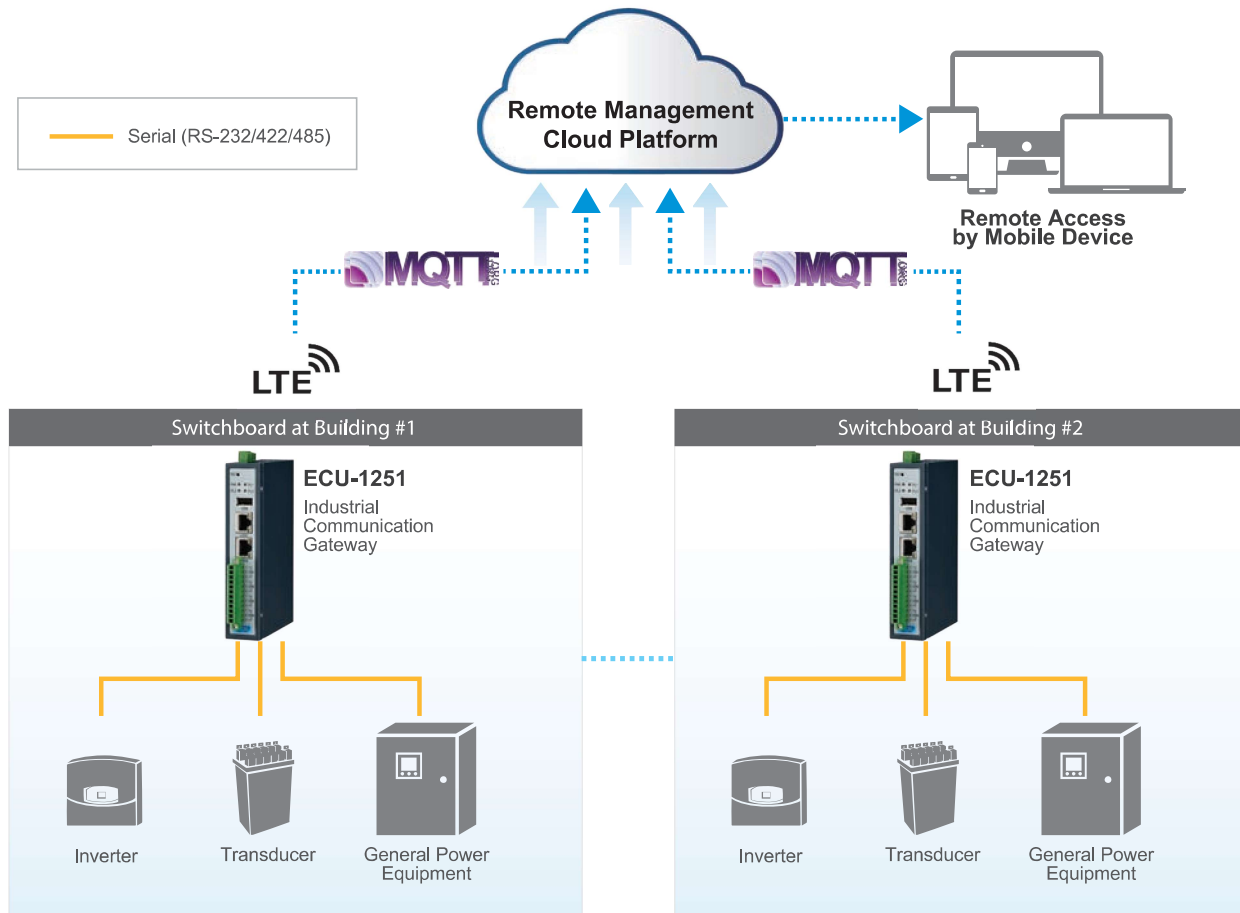 Remote Management
Cloud Platform
Serial (RS-232/422/485)
Remote Access
by Mobile Device
MQTT
.ORG
MQTT
.ORG
LTE
LTE
Switchboard at Building #1
Switchboard at Building #2
ECU-1251
Industrial
Communication
Gateway
ECU-1251
Industrial
Communication
Gateway
Inverter
Transducer
General Power
Equipment
Inverter
Transducer
General Power
Equipment